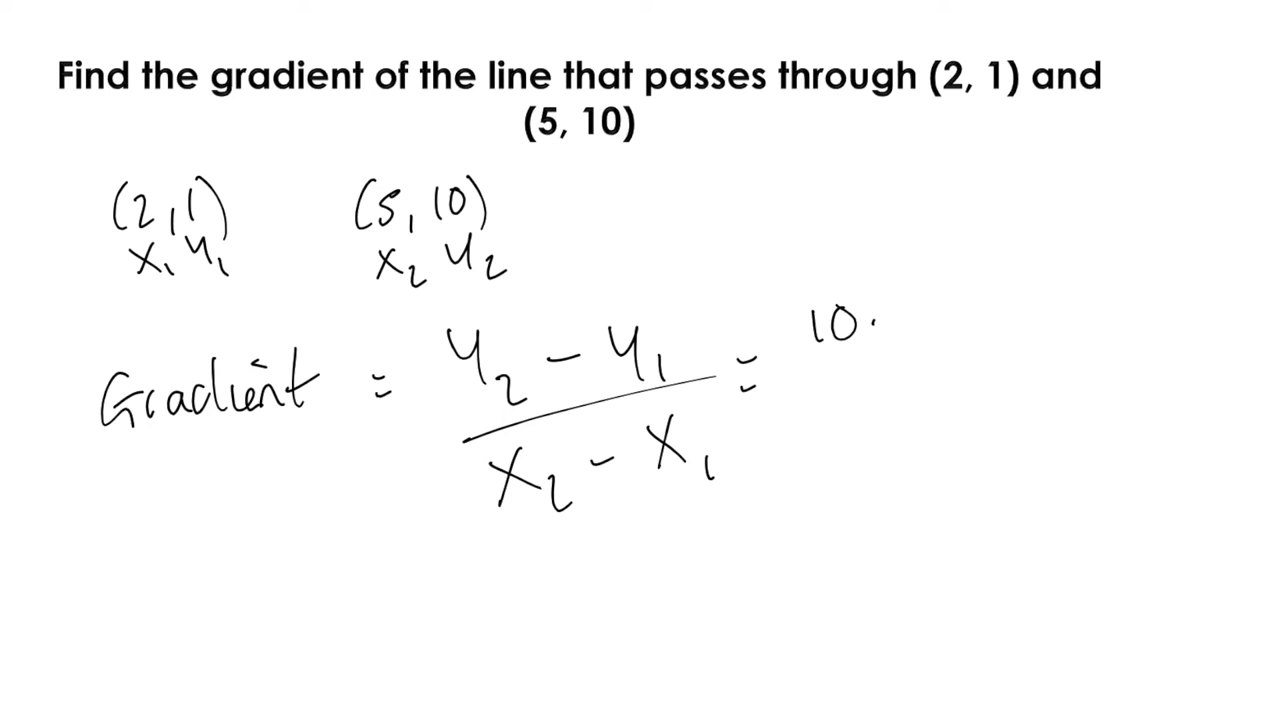 Find the gradient of the line that passes through (2, 1) and
(5, 10)
(2, 1) (5, 10)
x₁ y₁ x₂ y₂
Gradient = y₂ - y₁ = 10
x₂ - x₁